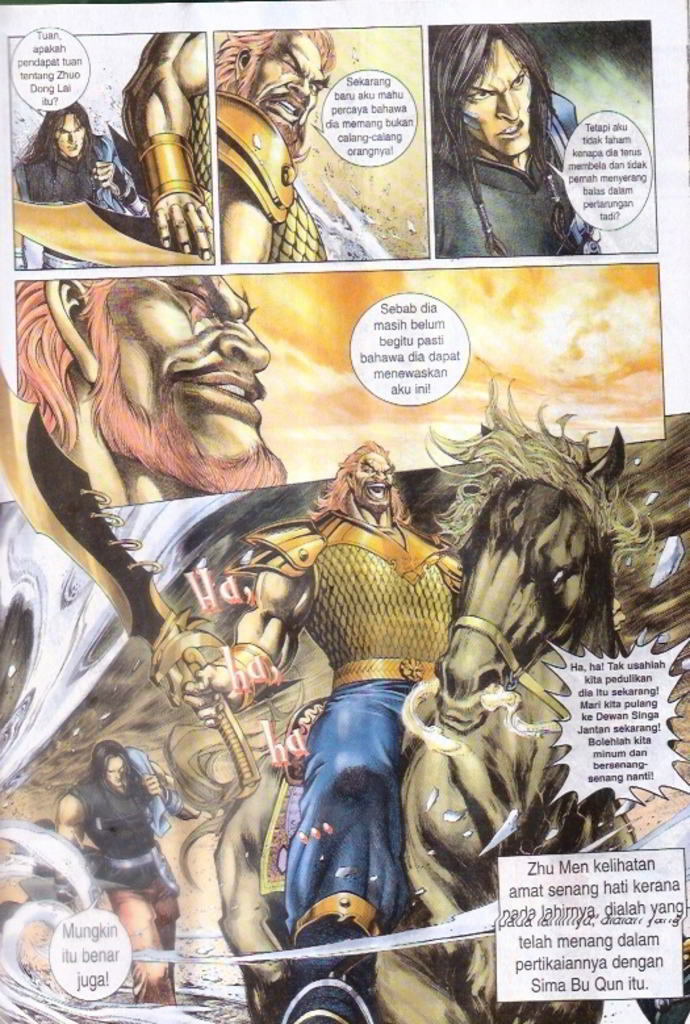 Tuan,
apakah
pendapat tuan
tentang Zhuo
Dong Lai
itu?
Sekarang
baru aku mahu
percaya bahawa
dia memang bukan
calang-calang
orangnya!
Tetapi aku
tidak faham
kenapa dia terus
membela dan tidak
pernah menyerang
balas dalam
pertarungan
tadi?
Sebab dia
masih belum
begitu pasti
bahawa dia dapat
menewaskan
aku ini!
Ha,
ha,
ha
Ha, ha! Tak usahlah
kita pedulikan
dia itu sekarang!
Mari kita pulang
ke Dewan Singa
Jantan sekarang!
Bolehlah kita
minum dan
bersenang-
senang nanti!
Mungkin
itu benar
juga!
Zhu Men kelihatan
amat senang hati kerana
pada lahirnya, dialah yang
telah menang dalam
pertikaiannya dengan
Sima Bu Qun itu.